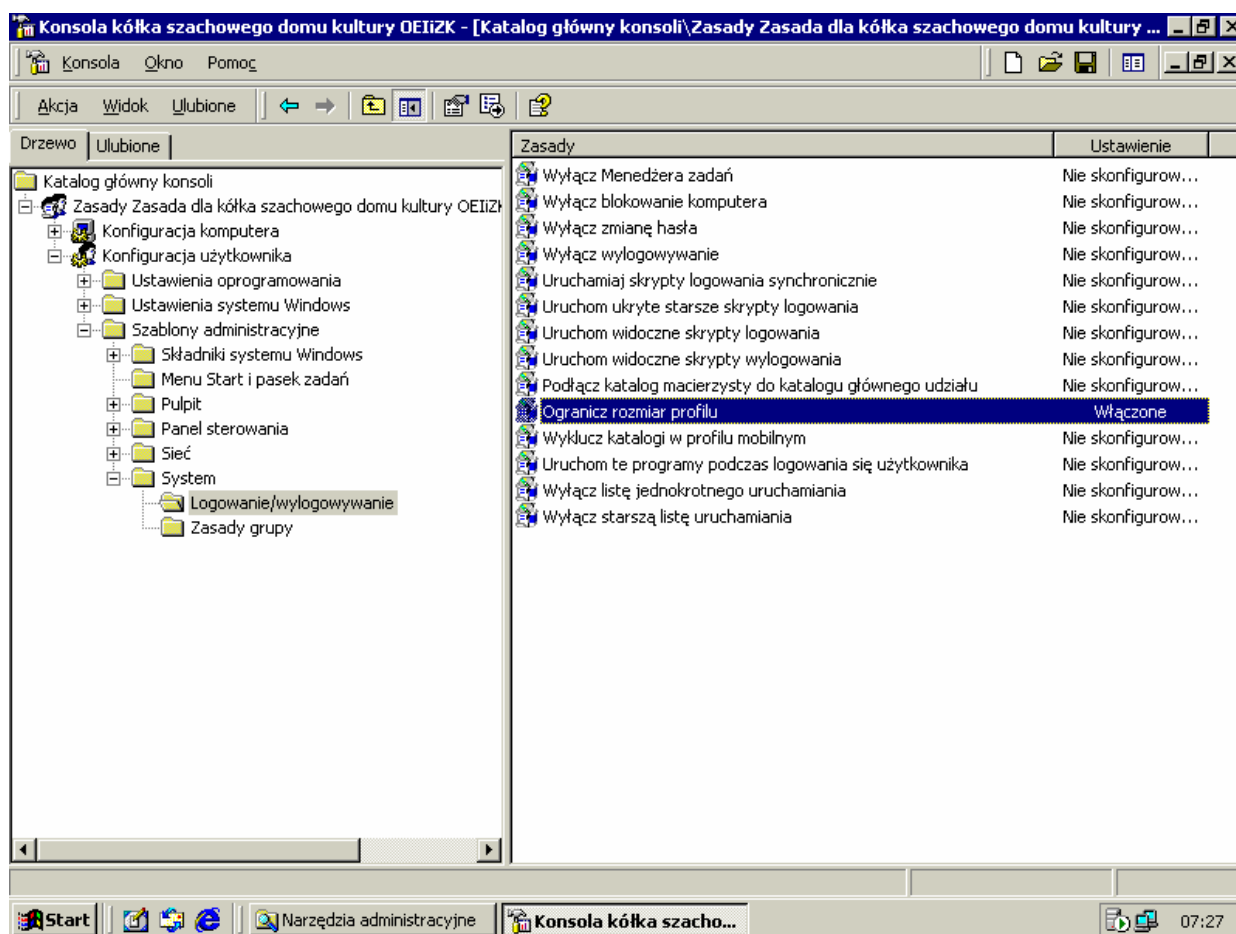 Konsola kółka szachowego domu kultury OEIiZK - [Katalog główny konsoli\Zasady Zasada dla kółka szachowego domu kultury ...
Konsola Okno Pomoc
Akcja Widok Ulubione
Drzewo Ulubione
Katalog główny konsoli
Zasady Zasada dla kółka szachowego domu kultury OEIiZK
Konfiguracja komputera
Konfiguracja użytkownika
Ustawienia oprogramowania
Ustawienia systemu Windows
Szablony administracyjne
Składniki systemu Windows
Menu Start i pasek zadań
Pulpit
Panel sterowania
Sieć
System
Logowanie/wylogowywanie
Zasady grupy
Zasady Ustawienie
Wyłącz Menedżera zadań Nie skonfigurow...
Wyłącz blokowanie komputera Nie skonfigurow...
Wyłącz zmianę hasła Nie skonfigurow...
Wyłącz wylogowywanie Nie skonfigurow...
Uruchamiaj skrypty logowania synchronicznie Nie skonfigurow...
Uruchom ukryte starsze skrypty logowania Nie skonfigurow...
Uruchom widoczne skrypty logowania Nie skonfigurow...
Uruchom widoczne skrypty wylogowania Nie skonfigurow...
Podłącz katalog macierzysty do katalogu głównego udziału Nie skonfigurow...
Ogranicz rozmiar profilu Włączone
Wyklucz katalogi w profilu mobilnym Nie skonfigurow...
Uruchom te programy podczas logowania się użytkownika Nie skonfigurow...
Wyłącz listę jednokrotnego uruchamiania Nie skonfigurow...
Wyłącz starszą listę uruchamiania Nie skonfigurow...
Start Narzędzia administracyjne Konsola kółka szacho... 07:27